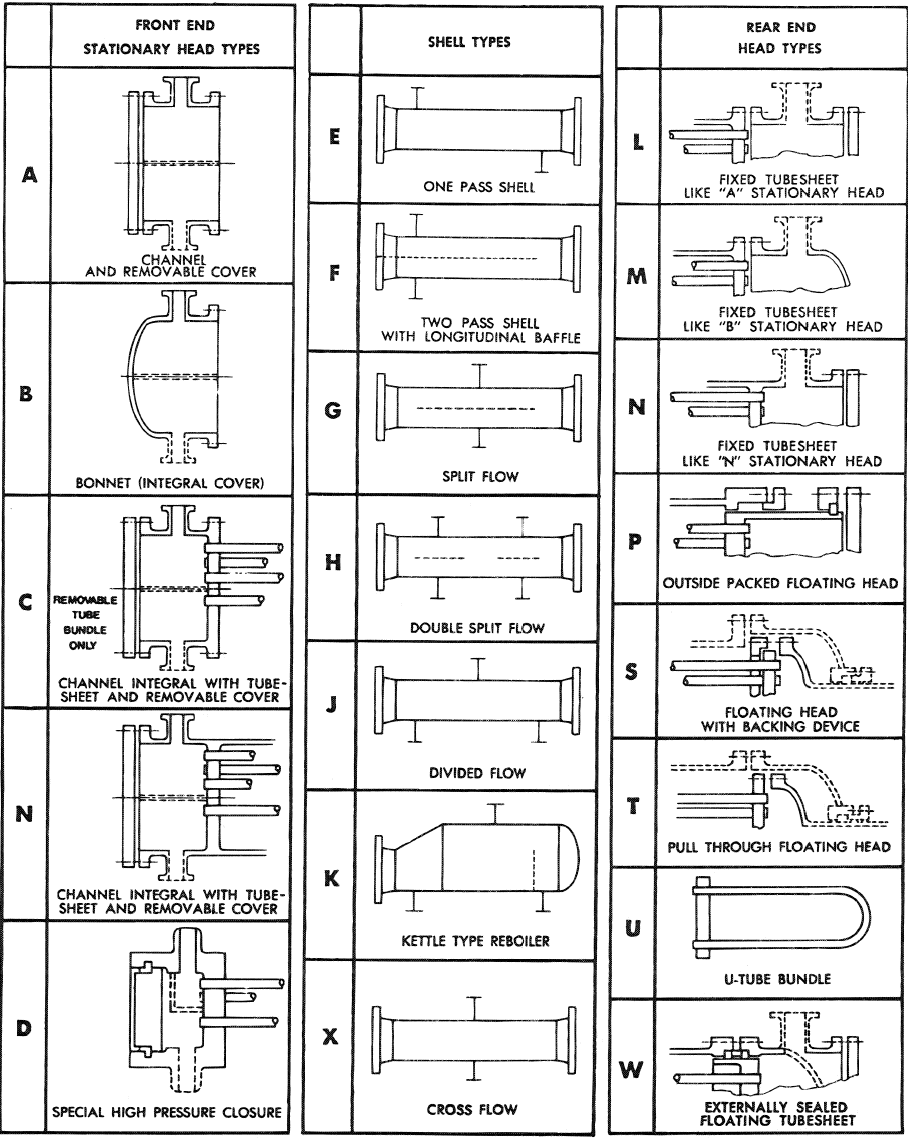 FRONT END
STATIONARY HEAD TYPES
A
CHANNEL
AND REMOVABLE COVER
B
BONNET (INTEGRAL COVER)
C
REMOVABLE
TUBE
BUNDLE
ONLY
CHANNEL INTEGRAL WITH TUBE-
SHEET AND REMOVABLE COVER
N
CHANNEL INTEGRAL WITH TUBE-
SHEET AND REMOVABLE COVER
D
SPECIAL HIGH PRESSURE CLOSURE
SHELL TYPES
E
ONE PASS SHELL
F
TWO PASS SHELL
WITH LONGITUDINAL BAFFLE
G
SPLIT FLOW
H
DOUBLE SPLIT FLOW
J
DIVIDED FLOW
K
KETTLE TYPE REBOILER
X
CROSS FLOW
REAR END
HEAD TYPES
L
FIXED TUBESHEET
LIKE "A" STATIONARY HEAD
M
FIXED TUBESHEET
LIKE "B" STATIONARY HEAD
N
FIXED TUBESHEET
LIKE "N" STATIONARY HEAD
P
OUTSIDE PACKED FLOATING HEAD
S
FLOATING HEAD
WITH BACKING DEVICE
T
PULL THROUGH FLOATING HEAD
U
U-TUBE BUNDLE
W
EXTERNALLY SEALED
FLOATING TUBESHEET